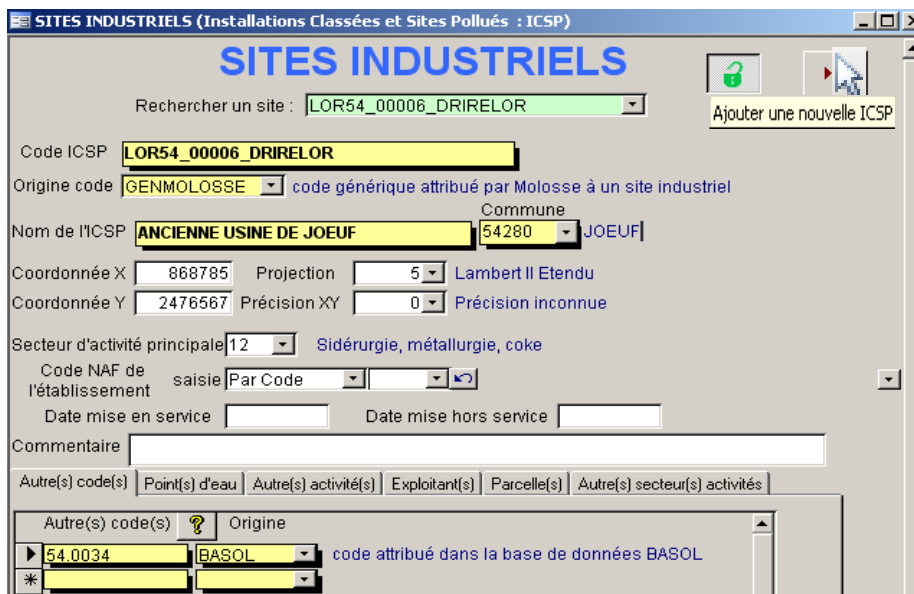 SITES INDUSTRIELS (Installations Classées et Sites Pollués : ICSP)
SITES INDUSTRIELS
Rechercher un site : LOR54_00006_DRIRELOR
Ajouter une nouvelle ICSP
Code ICSP LOR54_00006_DRIRELOR
Origine code GENMOLOSSE code générique attribué par Molosse à un site industriel
Commune
Nom de l'ICSP ANCIENNE USINE DE JOEUF 54280 JOEUF
Coordonnée X 868785 Projection 5 Lambert II Etendu
Coordonnée Y 2476567 Précision XY 0 Précision inconnue
Secteur d'activité principale 12 Sidérurgie, métallurgie, coke
Code NAF de
l'établissement saisie Par Code
Date mise en service Date mise hors service
Commentaire
Autre(s) code(s) Point(s) d'eau Autre(s) activité(s) Exploitant(s) Parcelle(s) Autre(s) secteur(s) activités
Autre(s) code(s) ? Origine
54.0034 BASOL code attribué dans la base de données BASOL